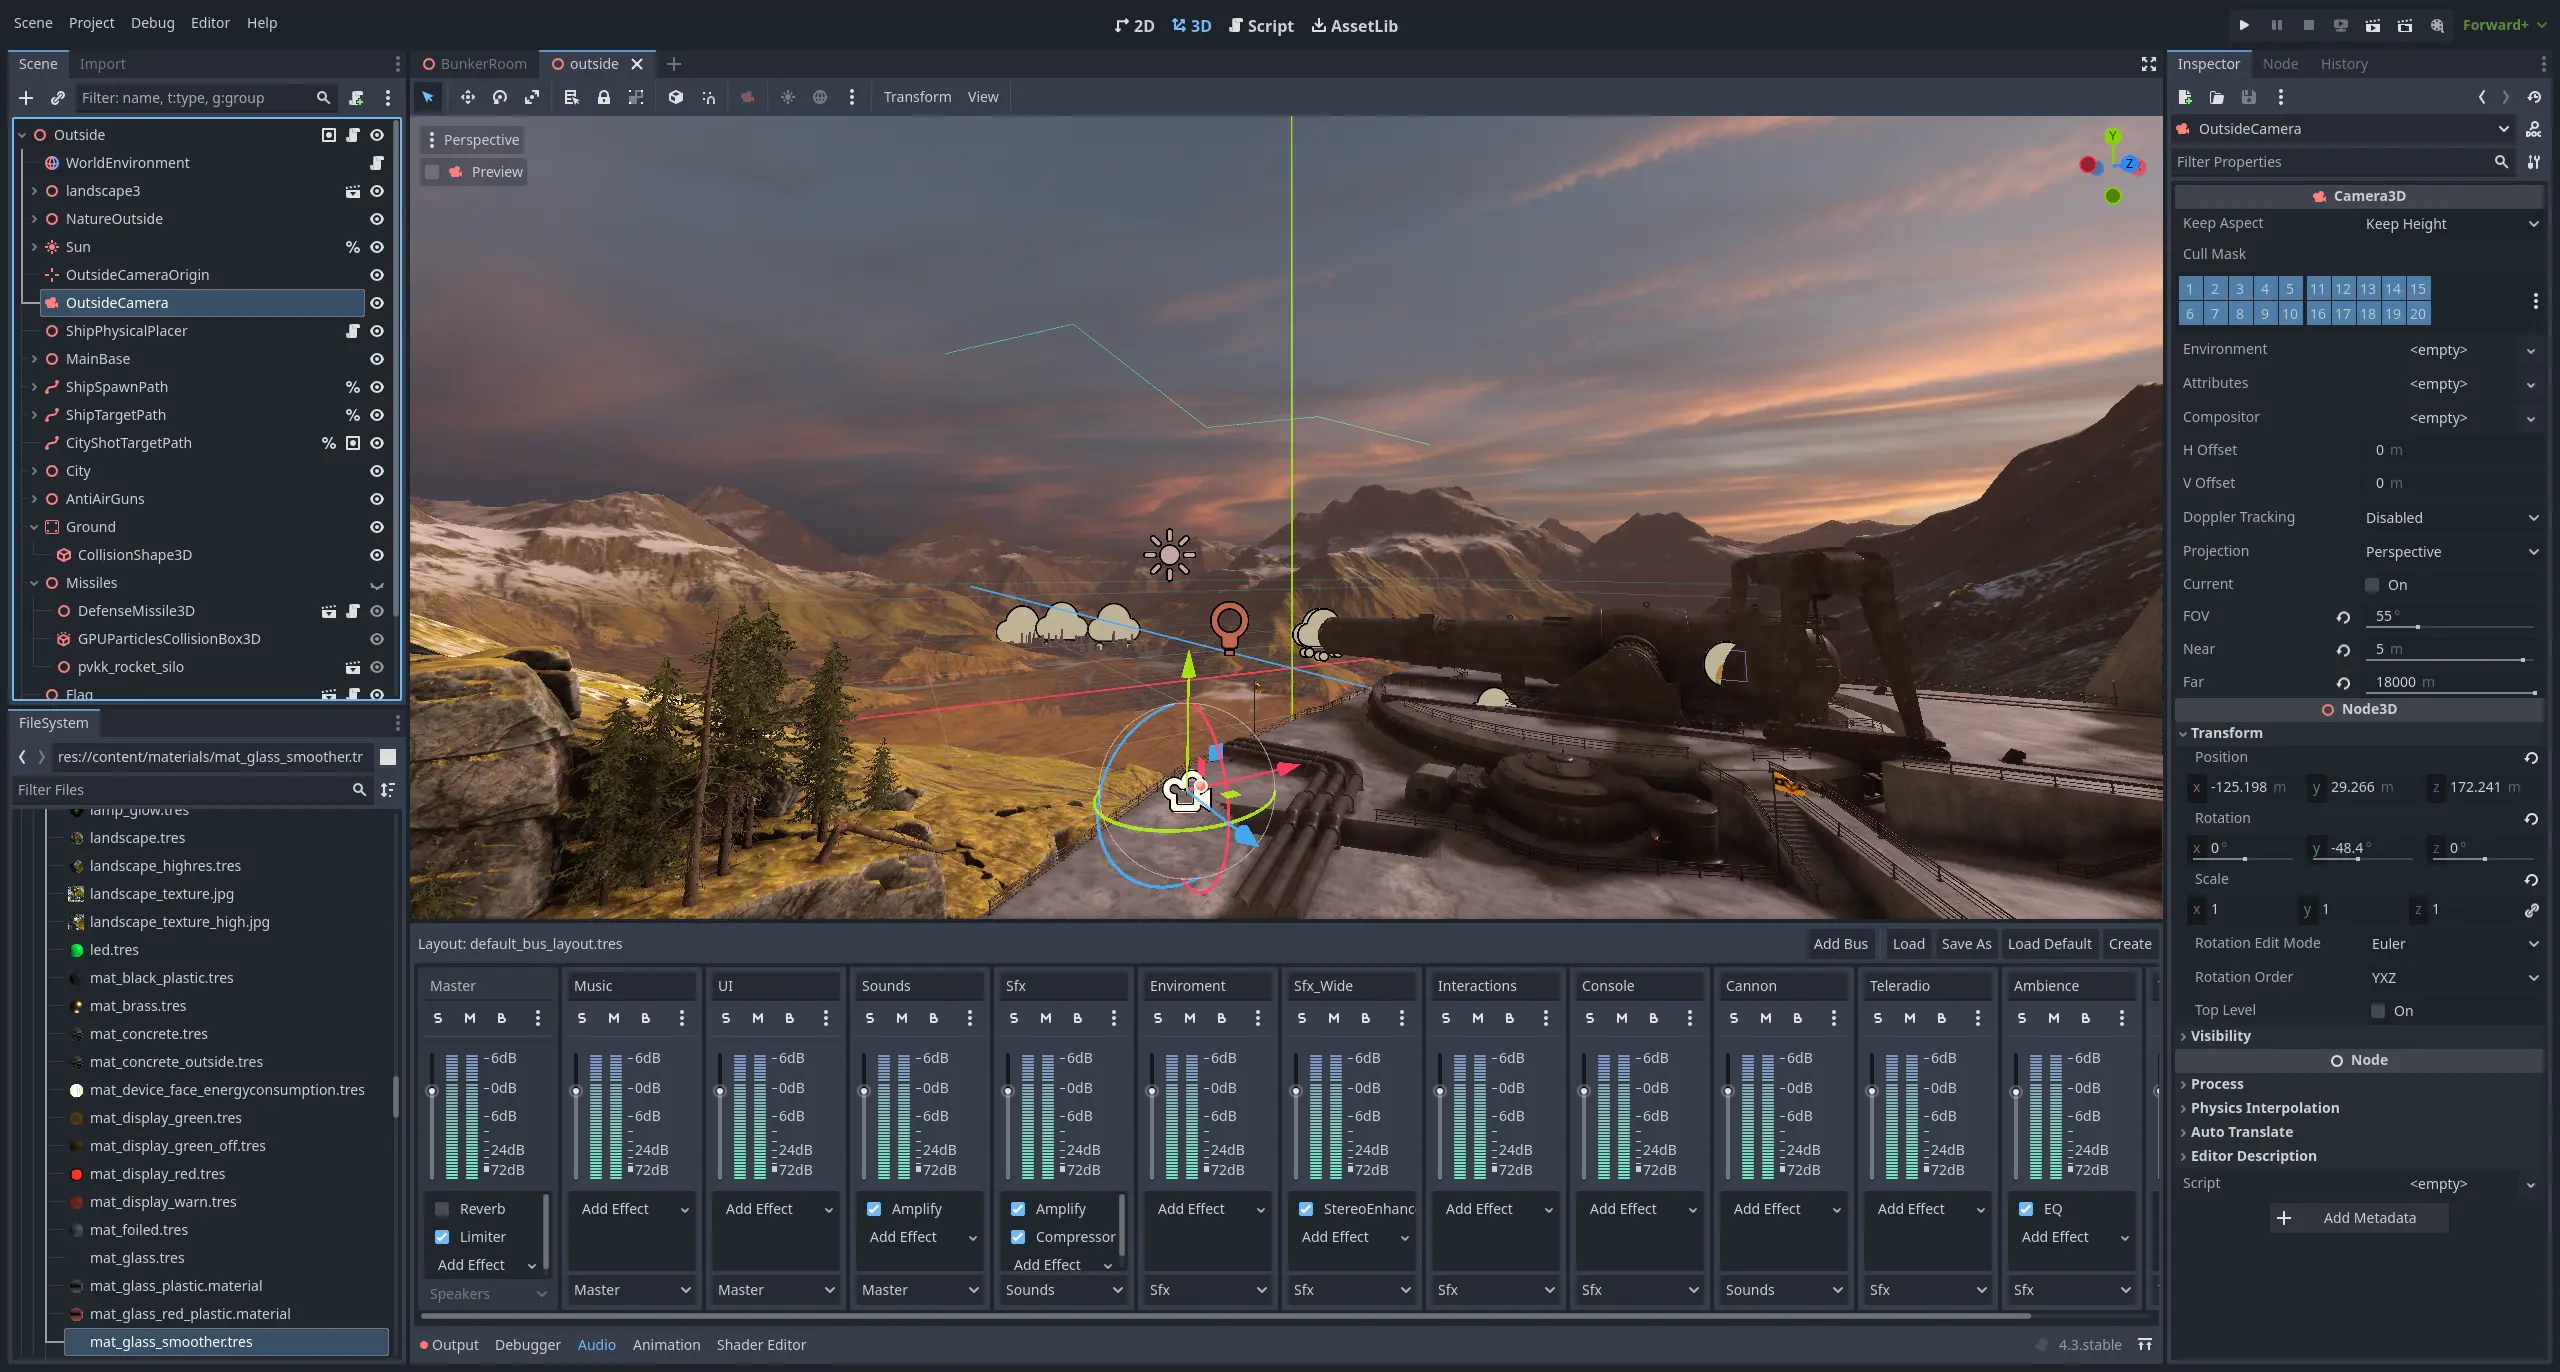 Scene Project Debug Editor Help
2D 3D Script AssetLib
Forward+
Scene Import
Filter: name, t:type, g:group
Outside
WorldEnvironment
landscape3
NatureOutside
Sun
OutsideCameraOrigin
OutsideCamera
ShipPhysicalPlacer
MainBase
ShipSpawnPath
ShipTargetPath
CityShotTargetPath
City
AntiAirGuns
Ground
CollisionShape3D
Missiles
DefenseMissile3D
GPUParticlesCollisionBox3D
pvkk_rocket_silo
Flag
FileSystem
res://content/materials/mat_glass_smoother.tr
Filter Files
lamp_glow.tres
landscape.tres
landscape_highres.tres
landscape_texture.jpg
landscape_texture_high.jpg
led.tres
mat_black_plastic.tres
mat_brass.tres
mat_concrete.tres
mat_concrete_outside.tres
mat_device_face_energyconsumption.tres
mat_display_green.tres
mat_display_green_off.tres
mat_display_red.tres
mat_display_warn.tres
mat_foiled.tres
mat_glass.tres
mat_glass_plastic.material
mat_glass_red_plastic.material
mat_glass_smoother.tres
BunkerRoom outside
Transform View
Perspective
Preview
Y
Z
Layout: default_bus_layout.tres Add Bus Load Save As Load Default Create
Master Music UI Sounds Sfx Enviroment Sfx_Wide Interactions Console Cannon Teleradio Ambience
S M B S M B S M B S M B S M B S M B S M B S M B S M B S M B S M B S M B
-6dB -6dB -6dB -6dB -6dB -6dB -6dB -6dB -6dB -6dB -6dB -6dB
-0dB -0dB -0dB -0dB -0dB -0dB -0dB -0dB -0dB -0dB -0dB -0dB
-6dB -6dB -6dB -6dB -6dB -6dB -6dB -6dB -6dB -6dB -6dB -6dB
-24dB -24dB -24dB -24dB -24dB -24dB -24dB -24dB -24dB -24dB -24dB -24dB
72dB 72dB 72dB 72dB 72dB 72dB 72dB 72dB 72dB 72dB 72dB 72dB
Reverb Add Effect Add Effect Amplify Amplify Add Effect StereoEnhanc Add Effect Add Effect Add Effect Add Effect EQ
Limiter Add Effect Compressor Add Effect Add Effect
Add Effect Add Effect
Speakers Master Master Master Sounds Sfx Sfx Sfx Sfx Sounds Sfx Sfx
Output Debugger Audio Animation Shader Editor 4.3.stable
Inspector Node History
OutsideCamera
DOC
Filter Properties
Camera3D
Keep Aspect Keep Height
Cull Mask
1 2 3 4 5 11 12 13 14 15
6 7 8 9 10 16 17 18 19 20
Environment <empty>
Attributes <empty>
Compositor <empty>
H Offset 0 m
V Offset 0 m
Doppler Tracking Disabled
Projection Perspective
Current On
FOV 55 °
Near 5 m
Far 18000 m
Node3D
Transform
Position
x -125.198 m y 29.266 m z 172.241 m
Rotation
x 0 ° y -48.4 ° z 0 °
Scale
x 1 y 1 z 1
Rotation Edit Mode Euler
Rotation Order YXZ
Top Level On
Visibility
Node
Process
Physics Interpolation
Auto Translate
Editor Description
Script <empty>
Add Metadata